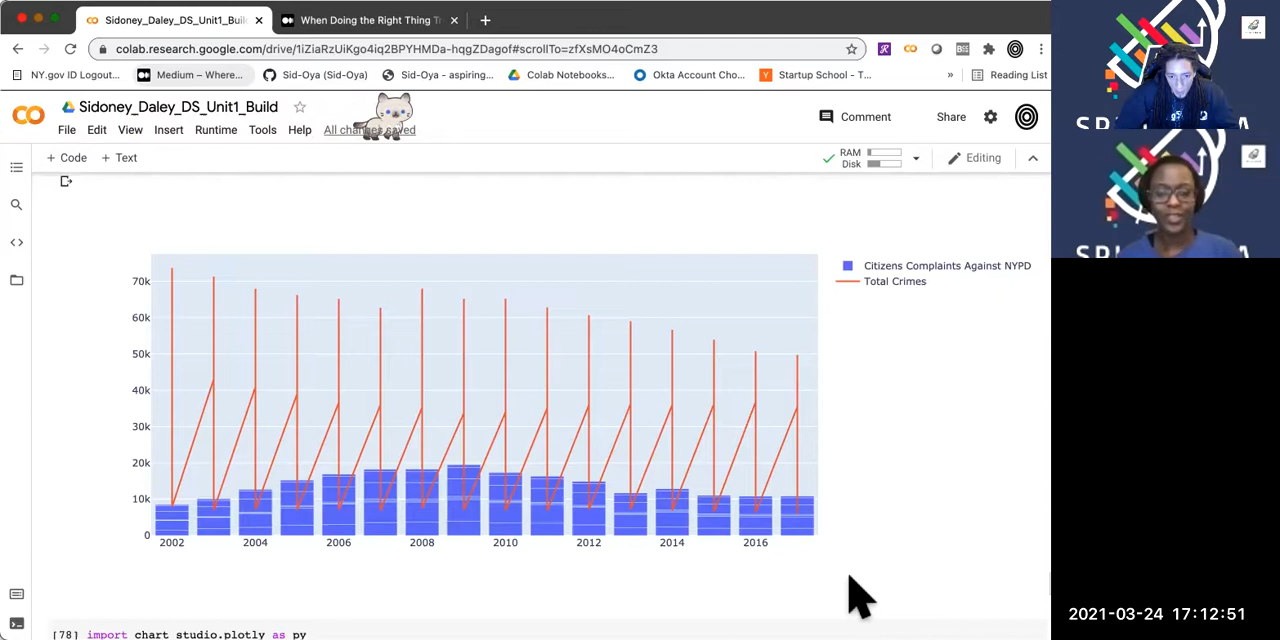 Sidoney_Daley_DS_Unit1_Buil
When Doing the Right Thing T
colab.research.google.com/drive/1iZiaRzUiKgo4iq2BPYHMDa-hqgZDagof#scrollTo=zfXsMO4oCmZ3
NY.gov ID Logout...
Medium – Where...
Sid-Oya (Sid-Oya)
Sid-Oya - aspiring...
Colab Notebooks...
Okta Account Cho...
Startup School - T...
»
Reading List
Sidoney_Daley_DS_Unit1_Build
File Edit View Insert Runtime Tools Help All changes saved
Comment
Share
+ Code + Text
RAM
Disk
Editing
70k
60k
50k
40k
30k
20k
10k
0
2002 2004 2006 2008 2010 2012 2014 2016
Citizens Complaints Against NYPD
Total Crimes
[78] import chart_studio.plotly as py
2021-03-24 17:12:51